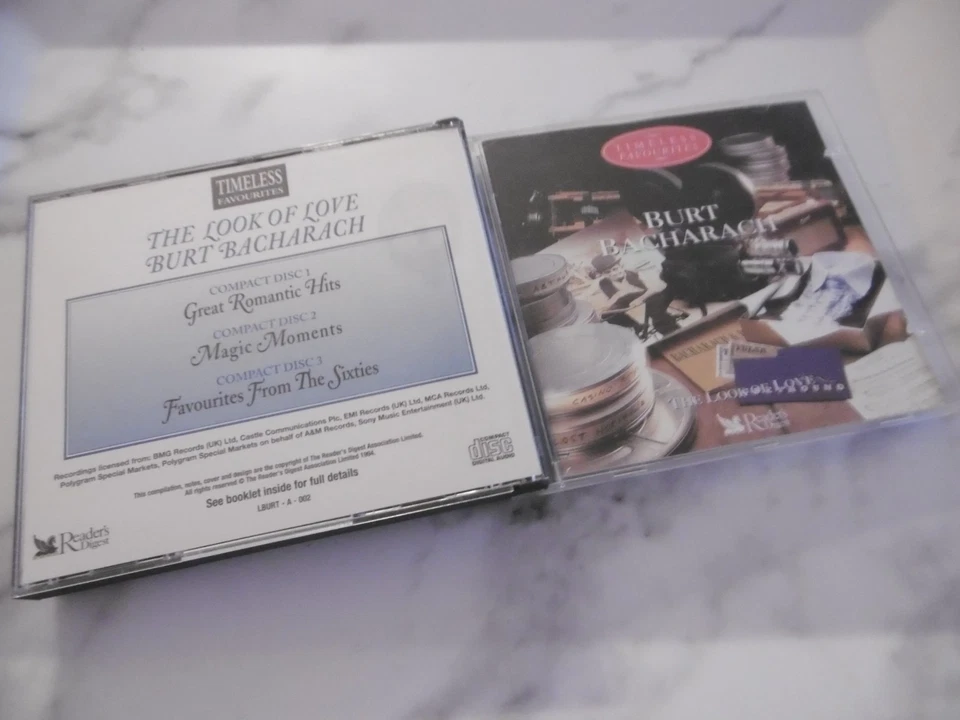 TIMELESS
FAVOURITES
THE LOOK OF LOVE
BURT BACHARACH
COMPACT DISC 1
Great Romantic Hits
COMPACT DISC 2
Magic Moments
COMPACT DISC 3
Favourites From The Sixties
Recordings licensed from: BMG Records (UK) Ltd, Castle Communications Plc, EMI Records (UK) Ltd, MCA Records Ltd,
Polygram Special Markets, Polygram Special Markets on behalf of A&M Records, Sony Music Entertainment (UK) Ltd.
This compilation, notes, cover and design are the copyright of The Reader's Digest Association Limited.
All rights reserved © The Reader's Digest Association Limited 1994.
See booklet inside for full details
LBURT - A - 002
COMPACT
disc
DIGITAL AUDIO
Reader's
Digest
TIMELESS
FAVOURITES
BURT
BACHARACH
CASINO
OCT
BACHARACH
THE LOOK OF LOVE
Reader's
Digest